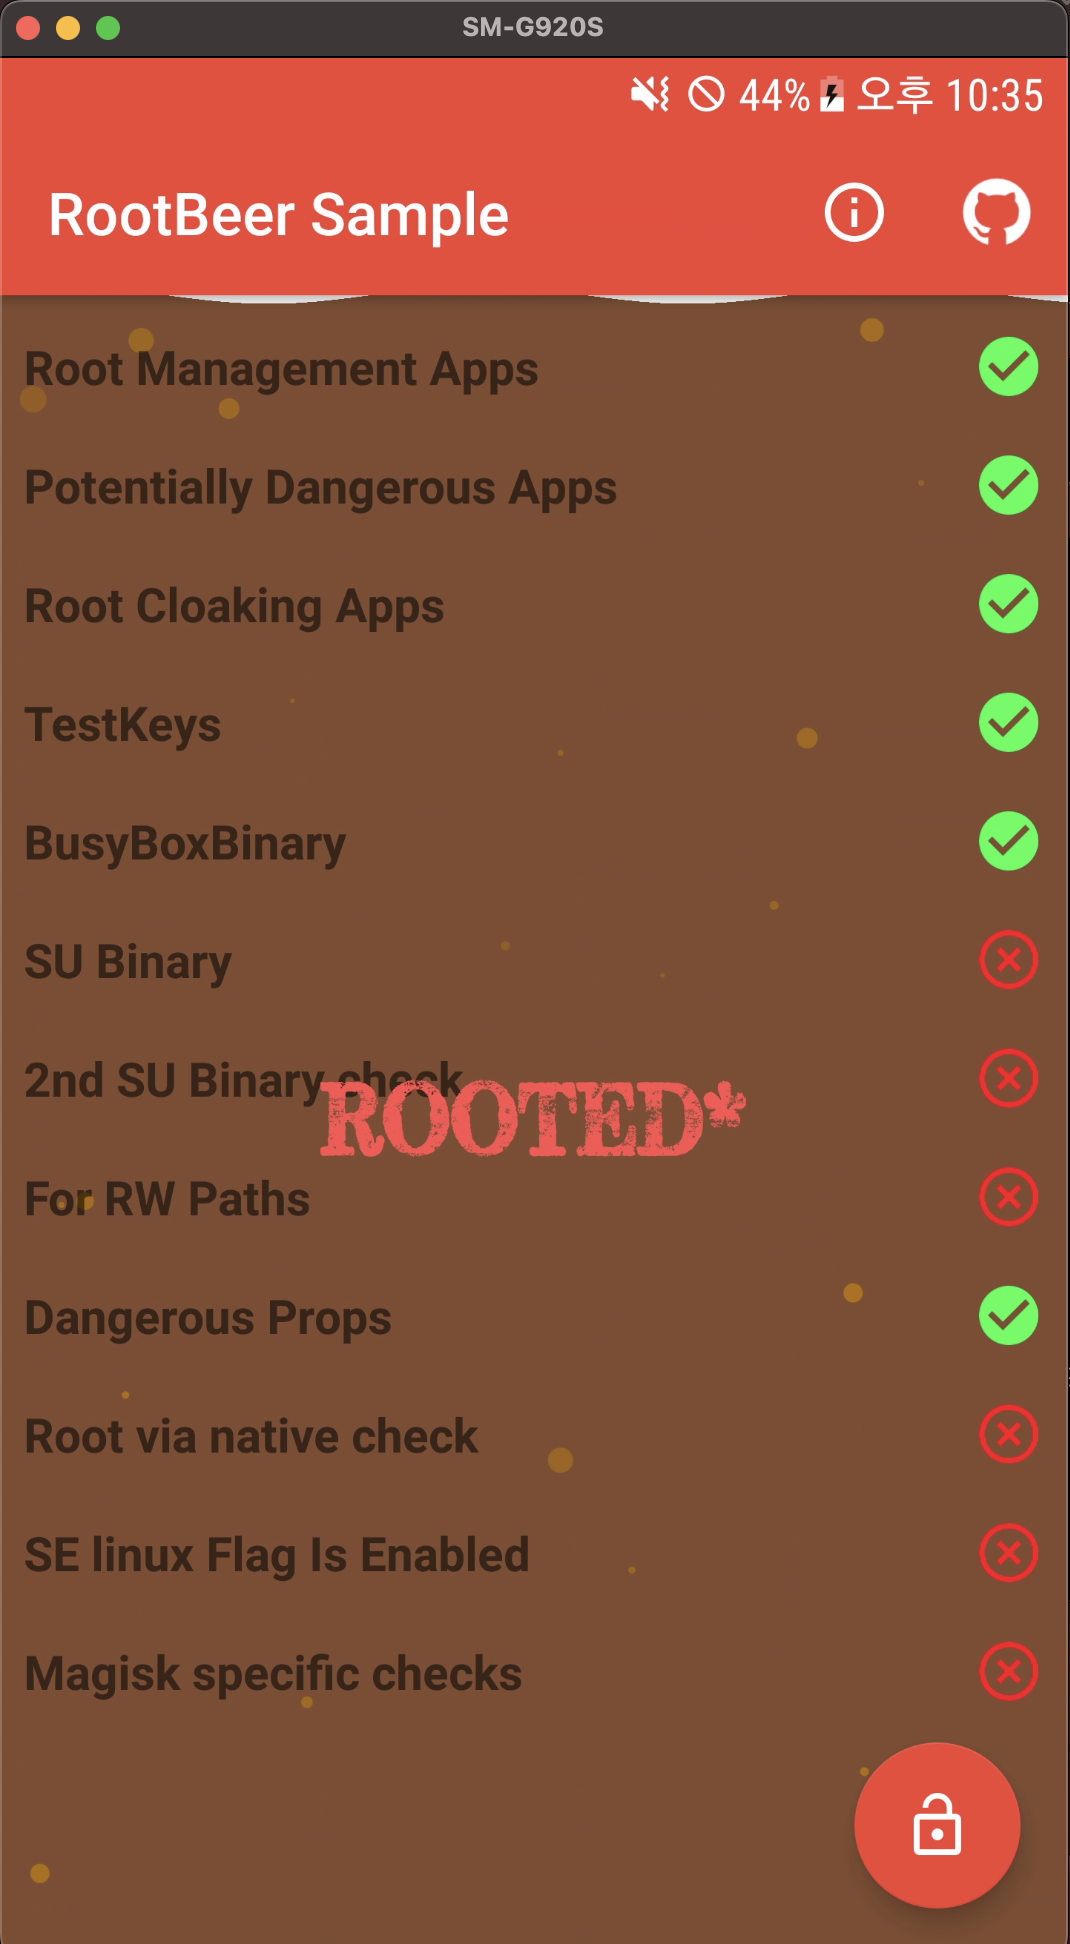 SM-G920S
44% 오후 10:35
RootBeer Sample
Root Management Apps
Potentially Dangerous Apps
Root Cloaking Apps
TestKeys
BusyBoxBinary
SU Binary
2nd SU Binary check
ROOTED*
For RW Paths
Dangerous Props
Root via native check
SE linux Flag Is Enabled
Magisk specific checks